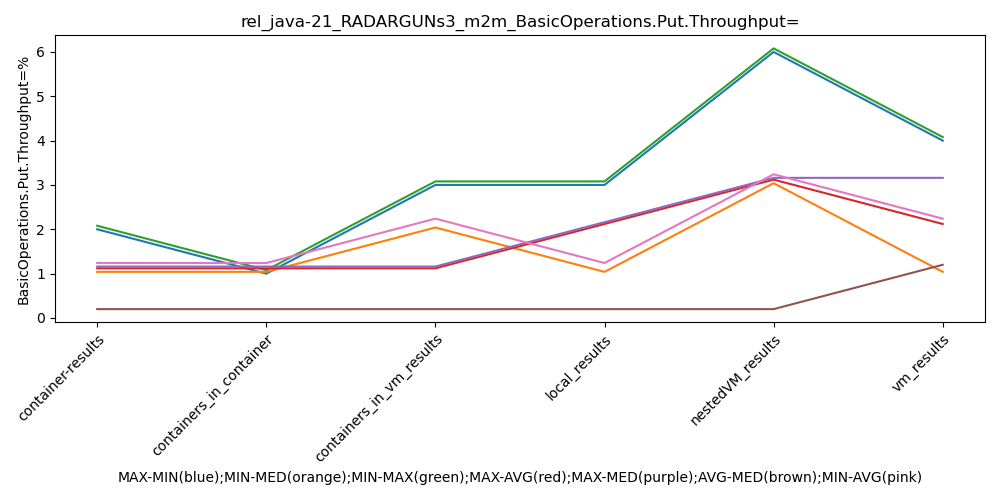 rel_java-21_RADARGUNs3_m2m_BasicOperations.Put.Throughput=
BasicOperations.Put.Throughput=%
6
5
4
3
2
1
0
container-results
containers_in_container
containers_in_vm_results
local_results
nestedVM_results
vm_results
MAX-MIN(blue);MIN-MED(orange);MIN-MAX(green);MAX-AVG(red);MAX-MED(purple);AVG-MED(brown);MIN-AVG(pink)